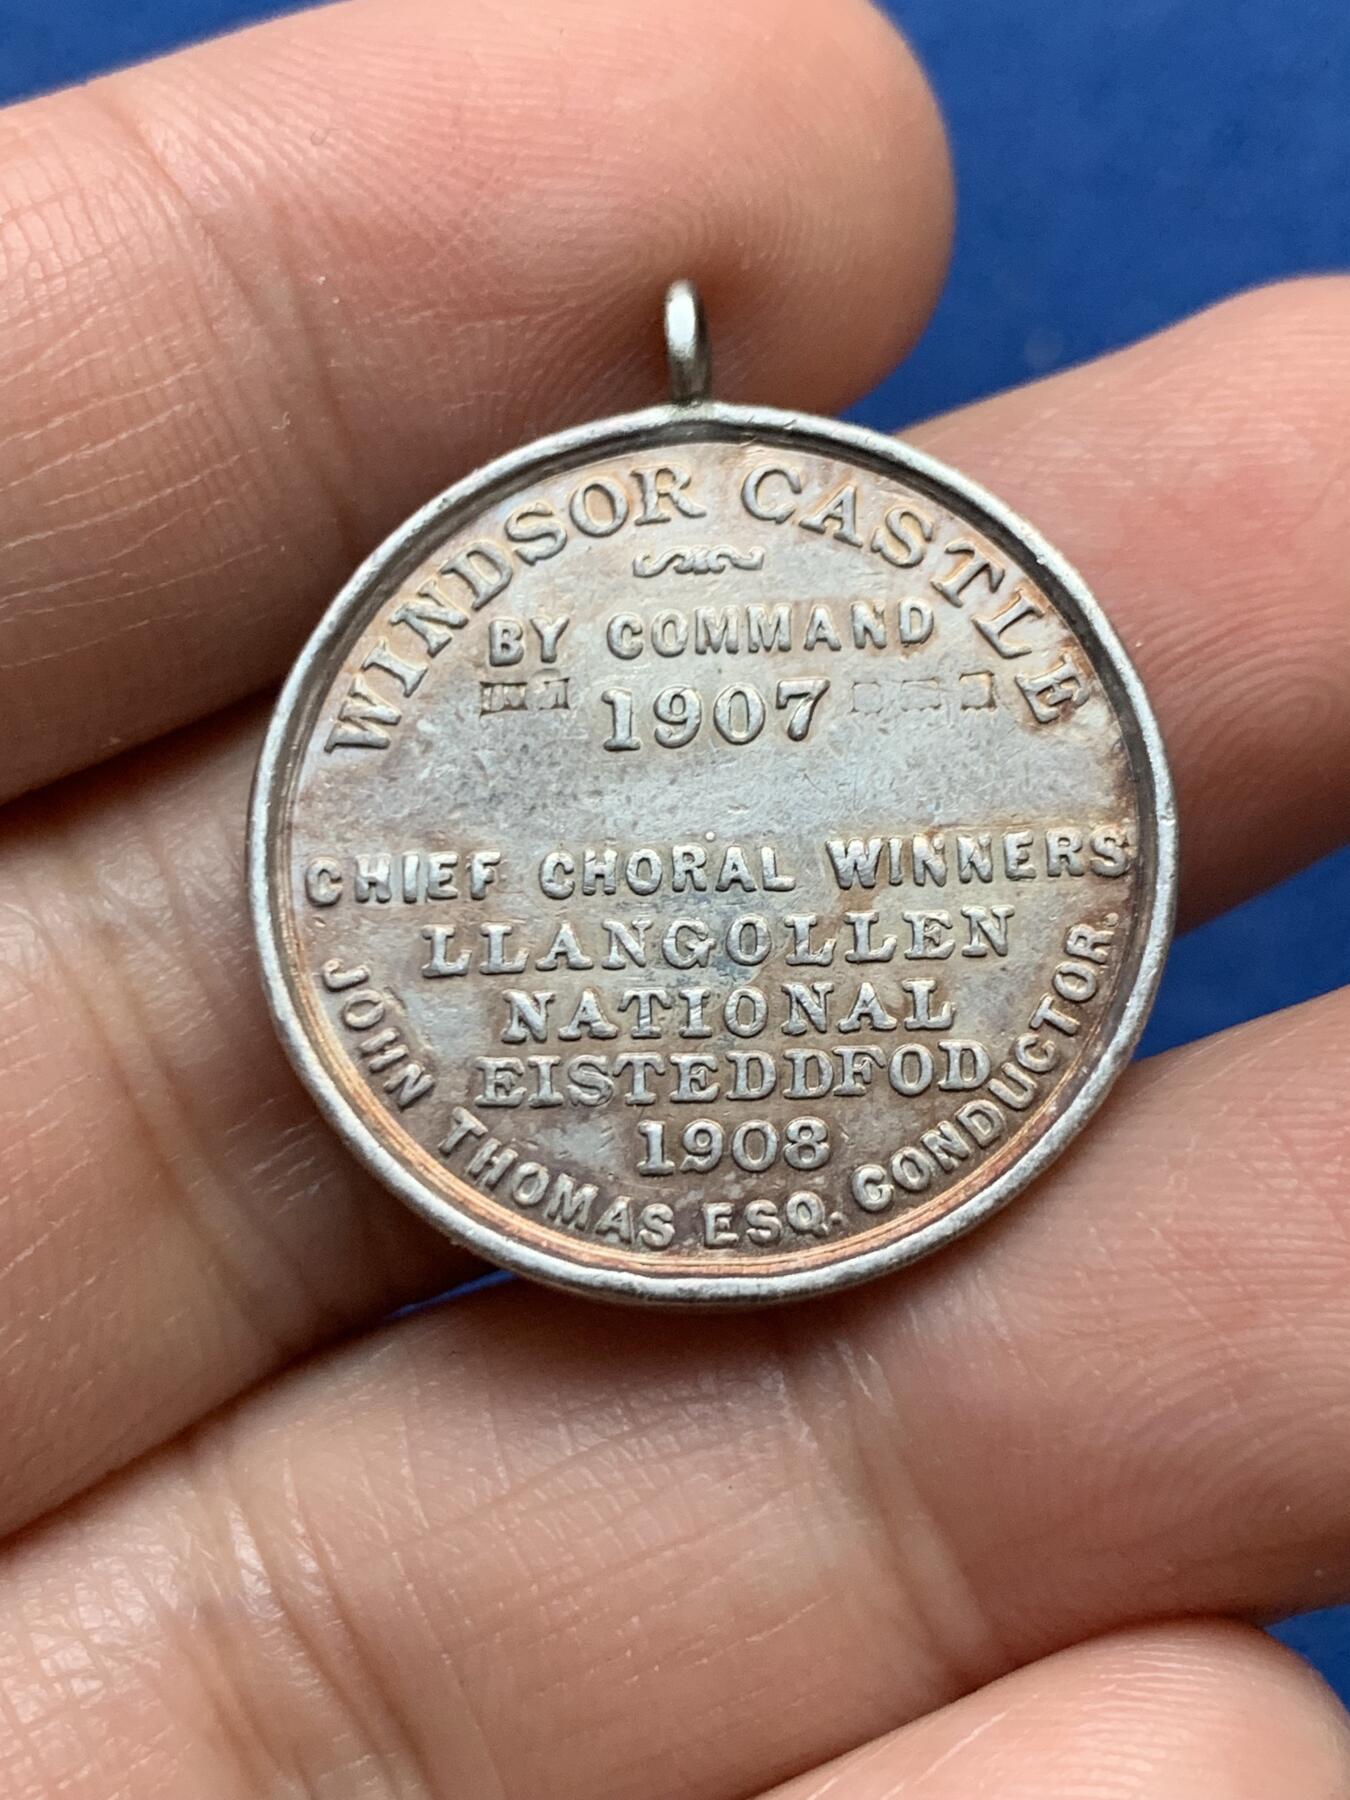 WINDSOR CASTLE
BY COMMAND
1907
CHIEF CHORAL WINNERS
LLANGOLLEN
NATIONAL
EISTEDDFOD
1908
JOHN THOMAS ESQ. CONDUCTOR.